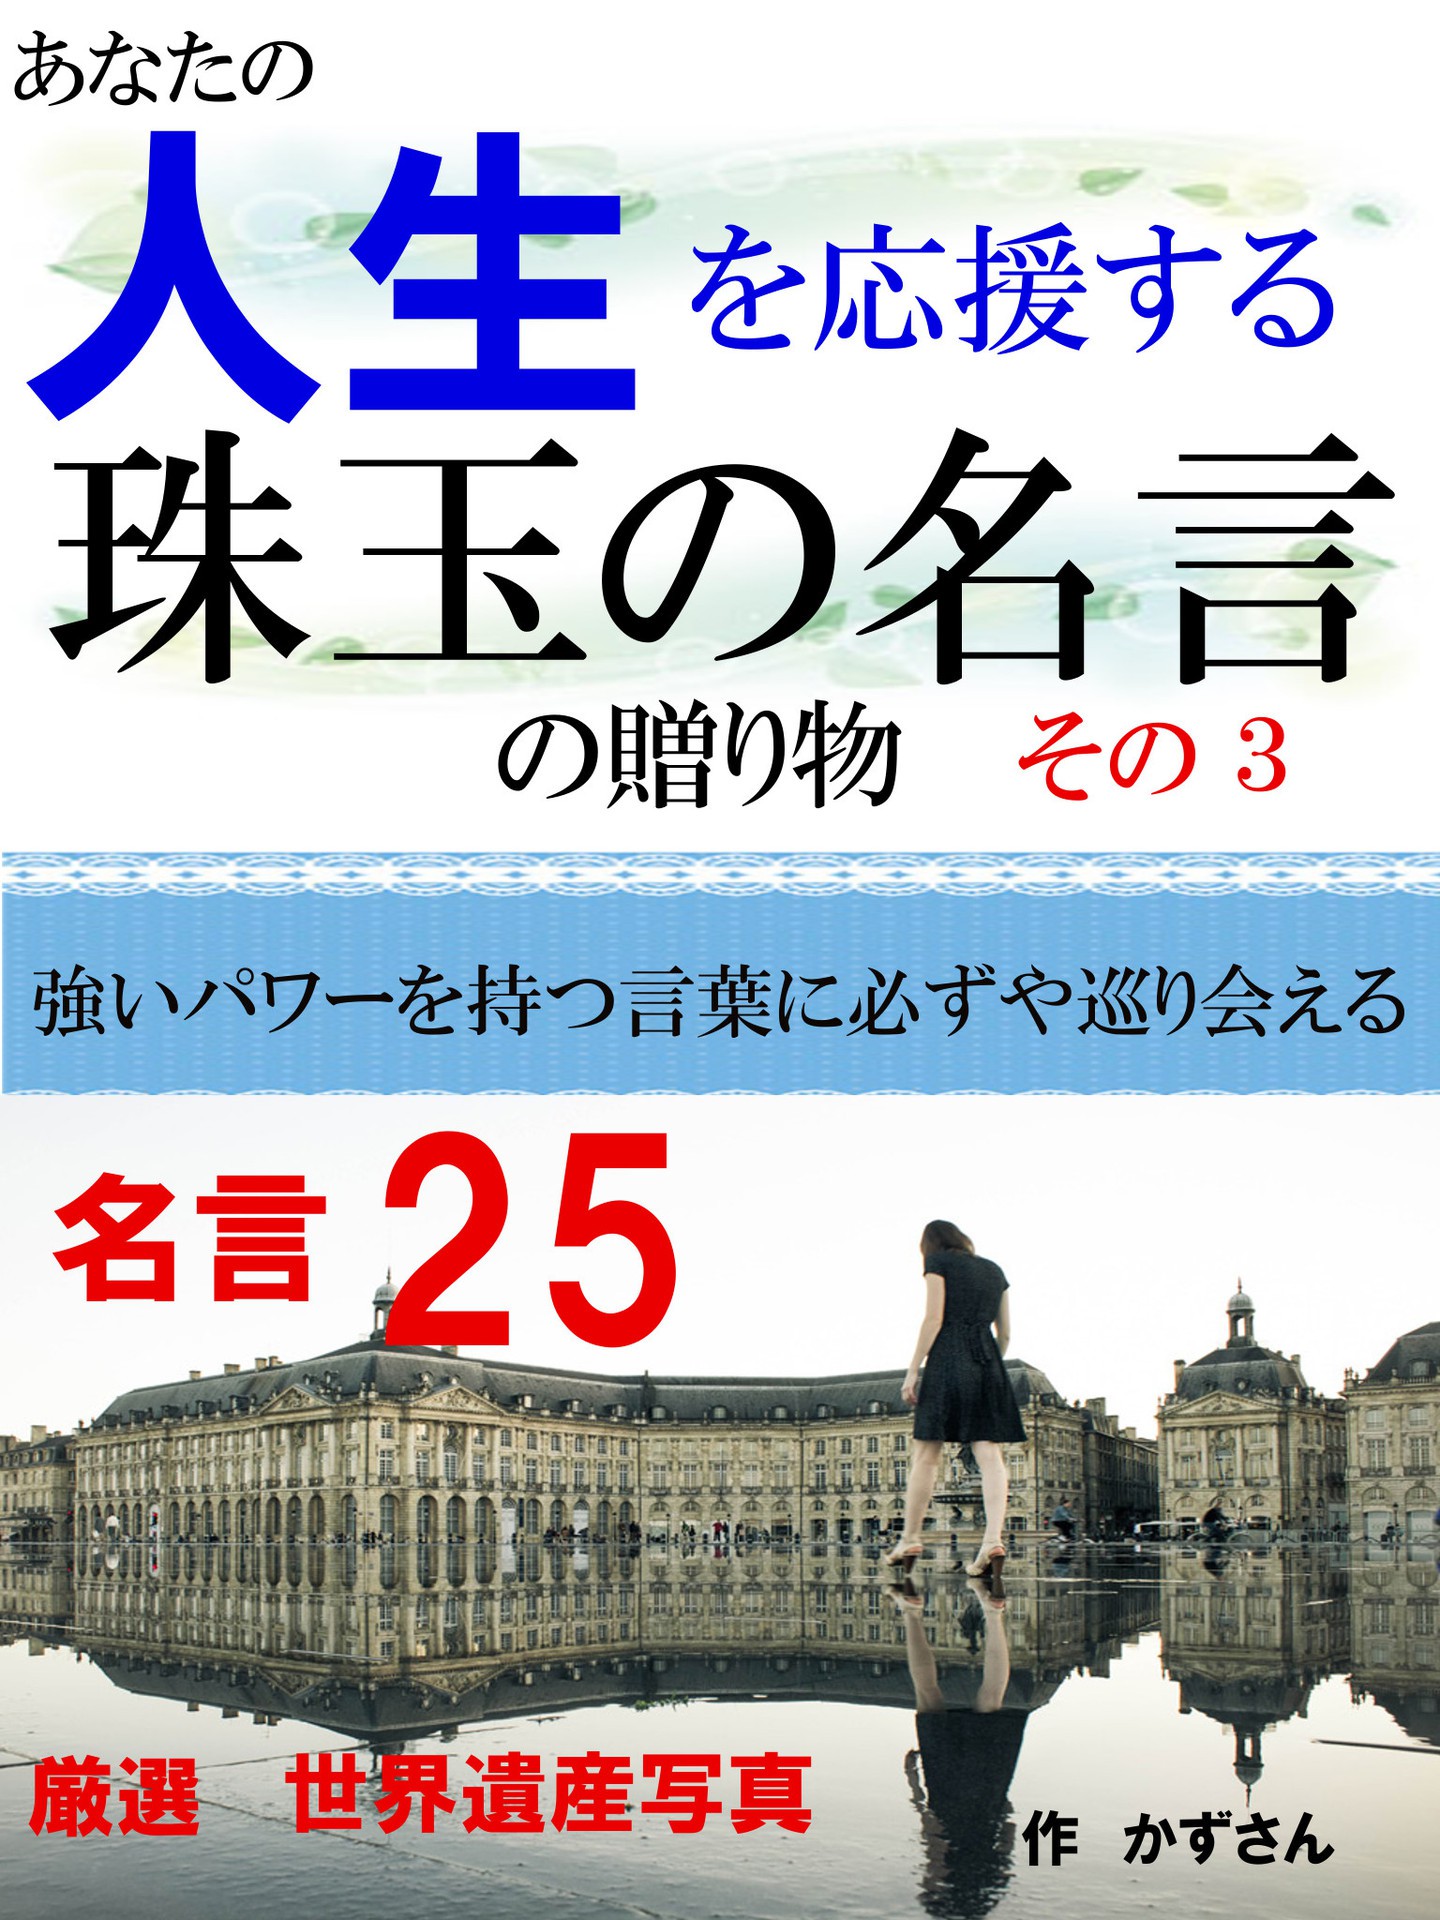 あなたの
人生を応援する
珠玉の名言
の贈り物 その3
強いパワーを持つ言葉に必ずや巡り会える
名言25
厳選 世界遺産写真
作 かずさん